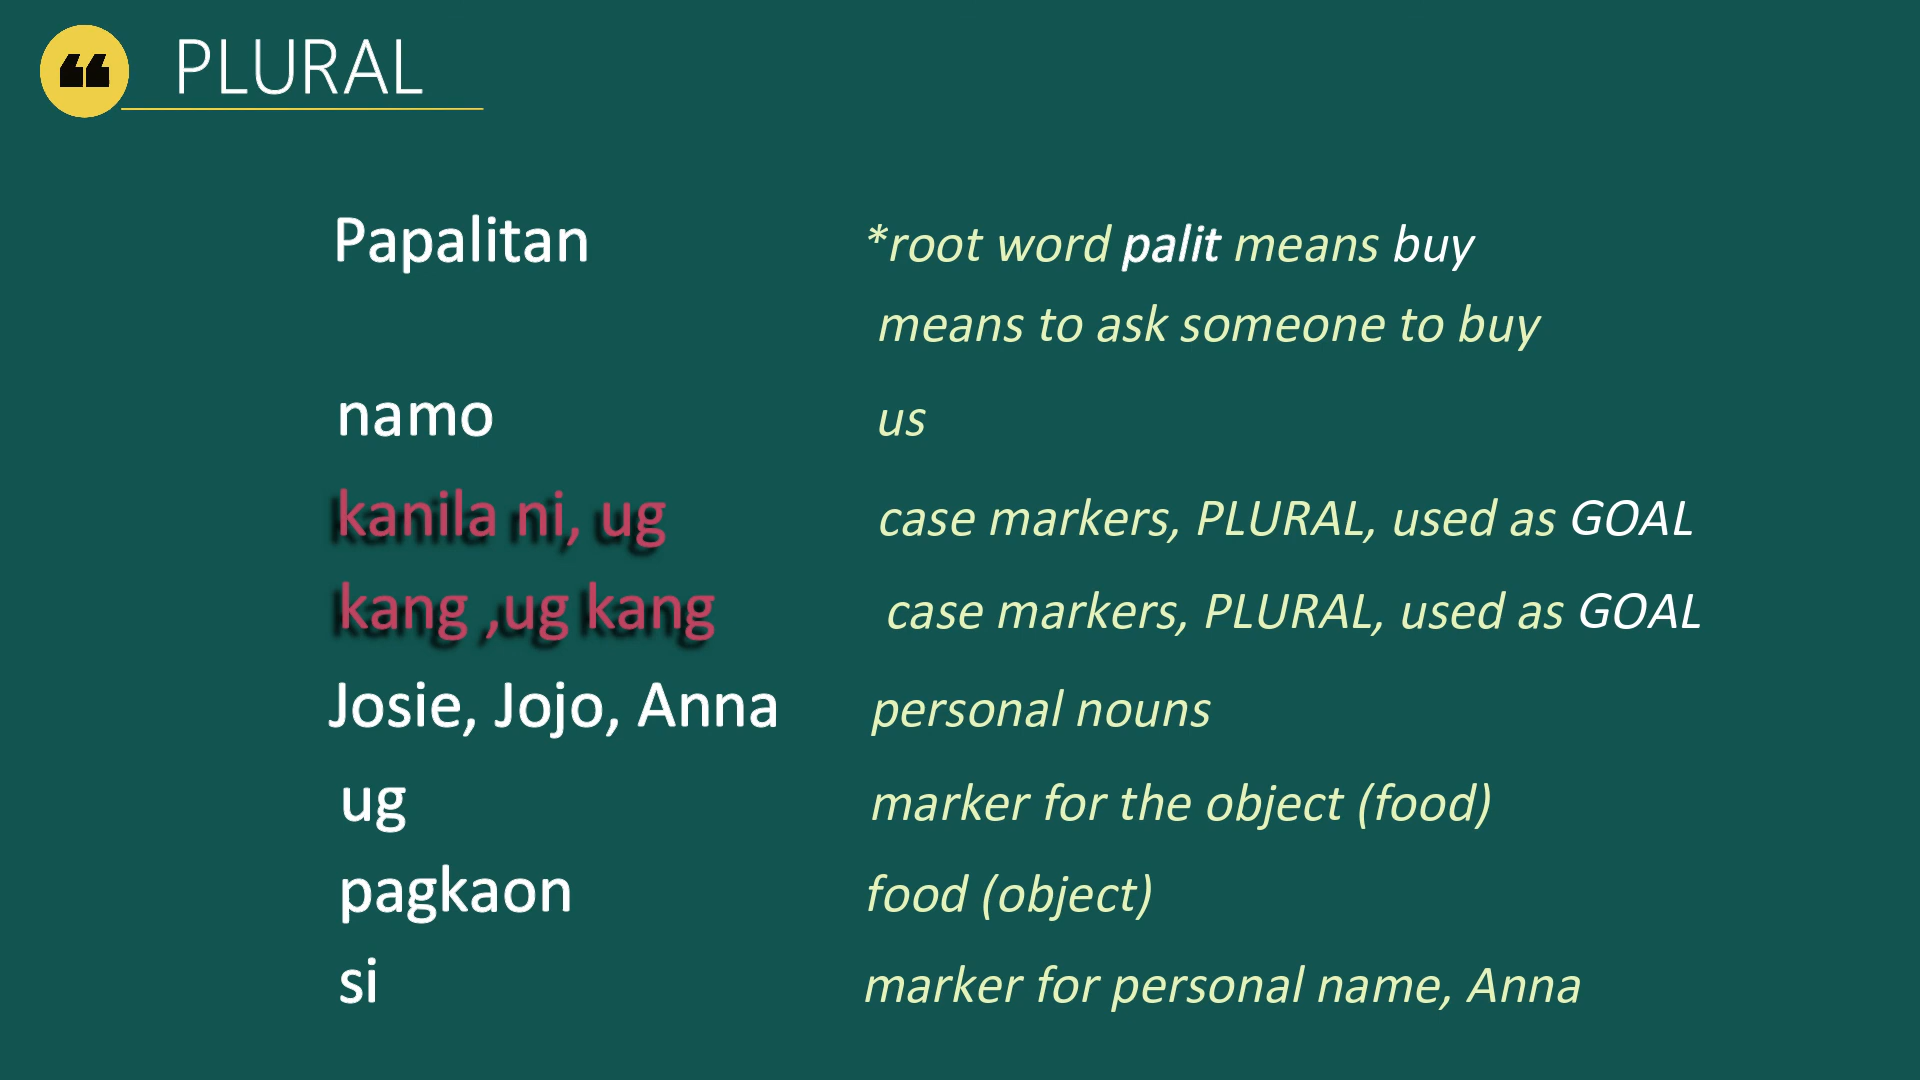 ❝ PLURAL
Papalitan *root word palit means buy
means to ask someone to buy
namo us
kanila ni, ug case markers, PLURAL, used as GOAL
kang ,ug kang case markers, PLURAL, used as GOAL
Josie, Jojo, Anna personal nouns
ug marker for the object (food)
pagkaon food (object)
si marker for personal name, Anna